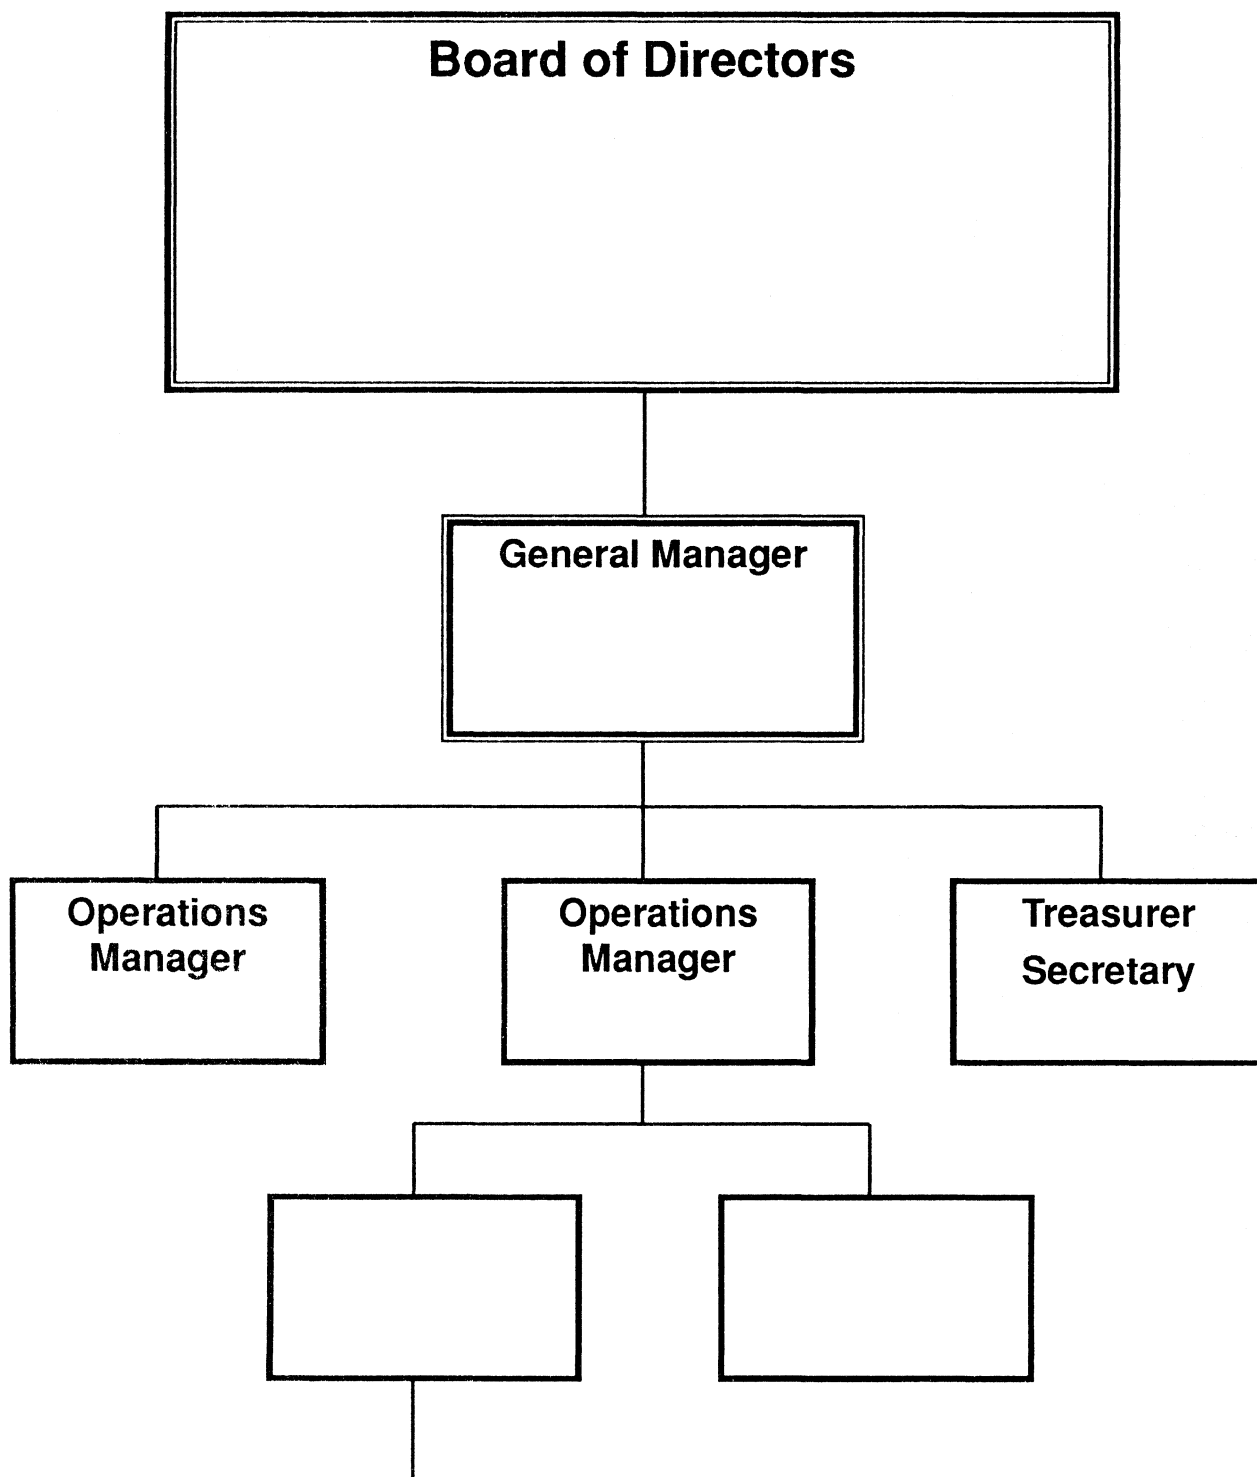 Board of Directors
General Manager
Operations
Manager
Operations
Manager
Treasurer
Secretary